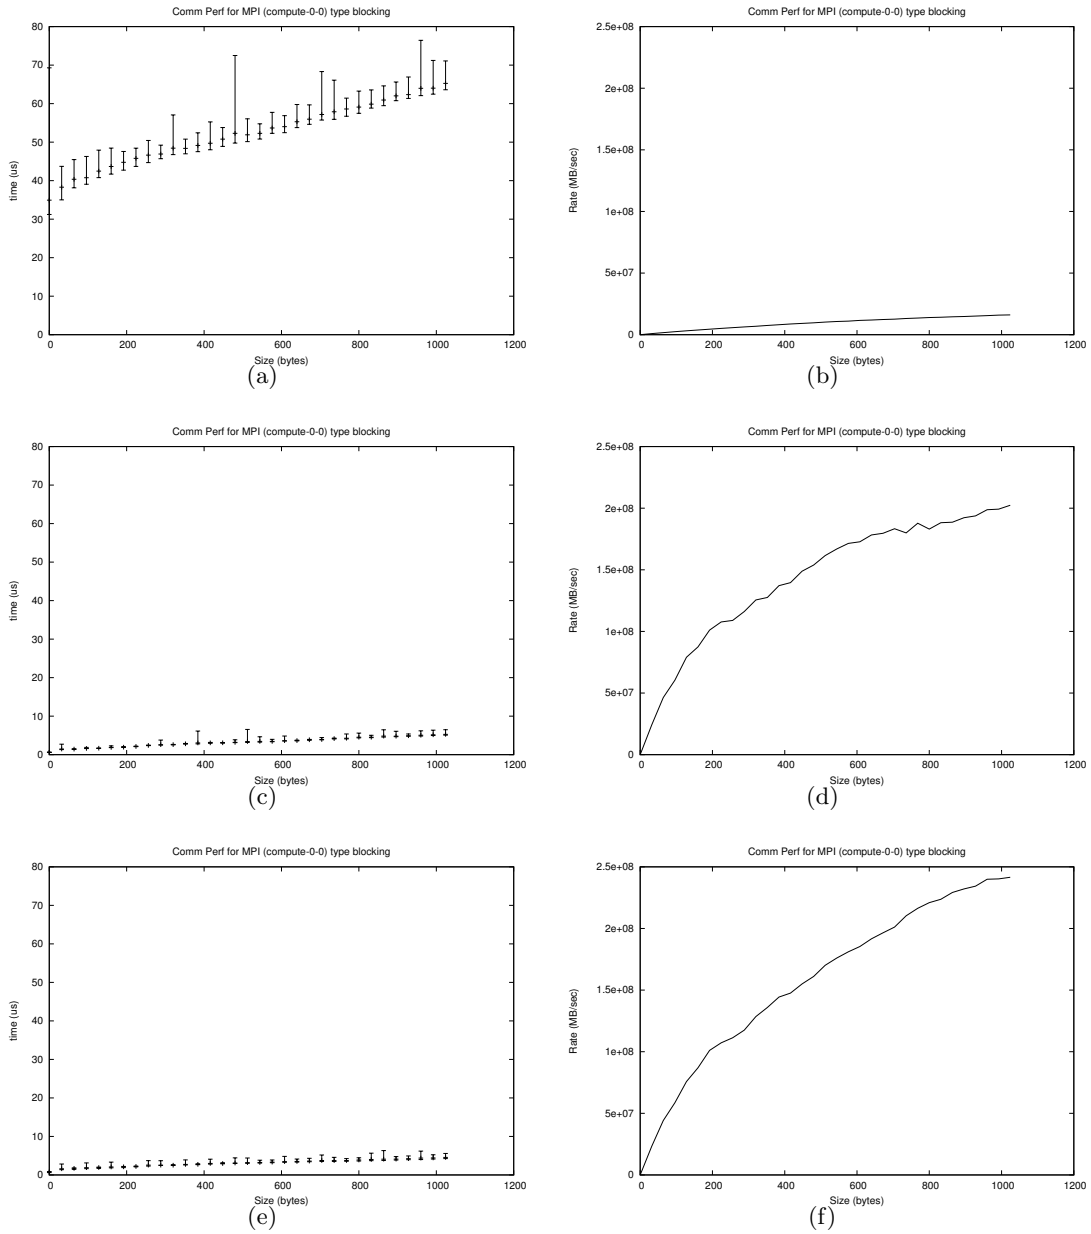 Comm Perf for MPI (compute-0-0) type blocking
80
70
60
50
40
30
20
10
0
time (us)
0 200 400 600 800 1000 1200
Size (bytes)
(a)
Comm Perf for MPI (compute-0-0) type blocking
2.5e+08
2e+08
1.5e+08
1e+08
5e+07
0
Rate (MB/sec)
0 200 400 600 800 1000 1200
Size (bytes)
(b)
Comm Perf for MPI (compute-0-0) type blocking
80
70
60
50
40
30
20
10
0
time (us)
0 200 400 600 800 1000 1200
Size (bytes)
(c)
Comm Perf for MPI (compute-0-0) type blocking
2.5e+08
2e+08
1.5e+08
1e+08
5e+07
0
Rate (MB/sec)
0 200 400 600 800 1000 1200
Size (bytes)
(d)
Comm Perf for MPI (compute-0-0) type blocking
80
70
60
50
40
30
20
10
0
time (us)
0 200 400 600 800 1000 1200
Size (bytes)
(e)
Comm Perf for MPI (compute-0-0) type blocking
2.5e+08
2e+08
1.5e+08
1e+08
5e+07
0
Rate (MB/sec)
0 200 400 600 800 1000 1200
Size (bytes)
(f)